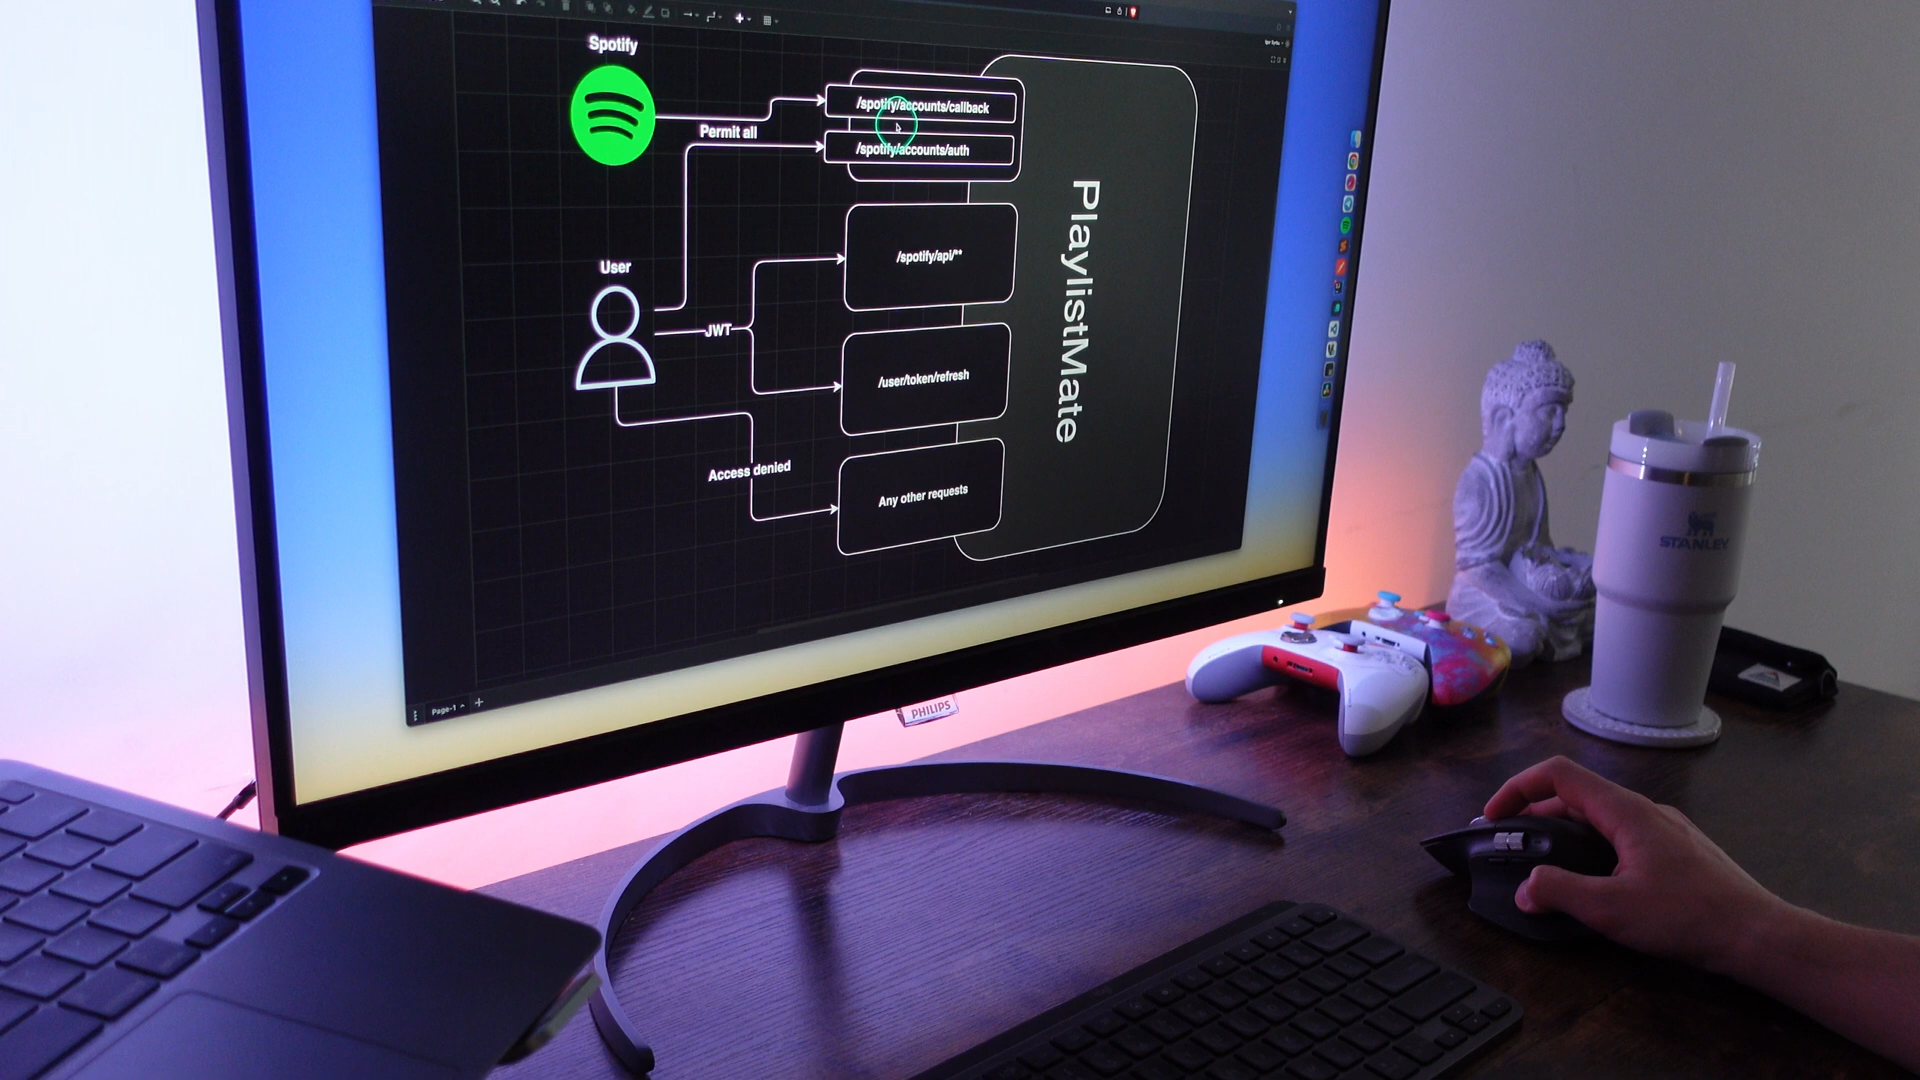 Spotify
/spotify/accounts/callback
Permit all
/spotify/accounts/auth
/spotify/api/**
User
JWT
/user/token/refresh
Access denied
Any other requests
PlaylistMate
Page-1
PHILIPS
STANLEY